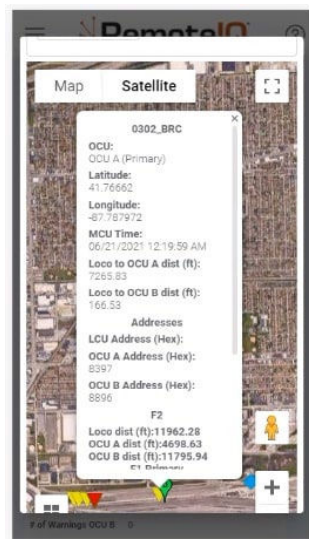 RemoteIQ
Map
Satellite
0302_BRC
OCU:
OCU A (Primary)
Latitude:
41.76662
Longitude:
-87.787972
MCU Time:
06/21/2021 12:19:59 AM
Loco to OCU A dist (ft):
7265.83
Loco to OCU B dist (ft):
166.53
Addresses
LCU Address (Hex):
OCU A Address (Hex):
8397
OCU B Address (Hex):
8896
F2
Loco dist (ft):11962.28
OCU A dist (ft):4698.63
OCU B dist (ft):11795.94
F1 Primary
# of Warnings OCU B 0